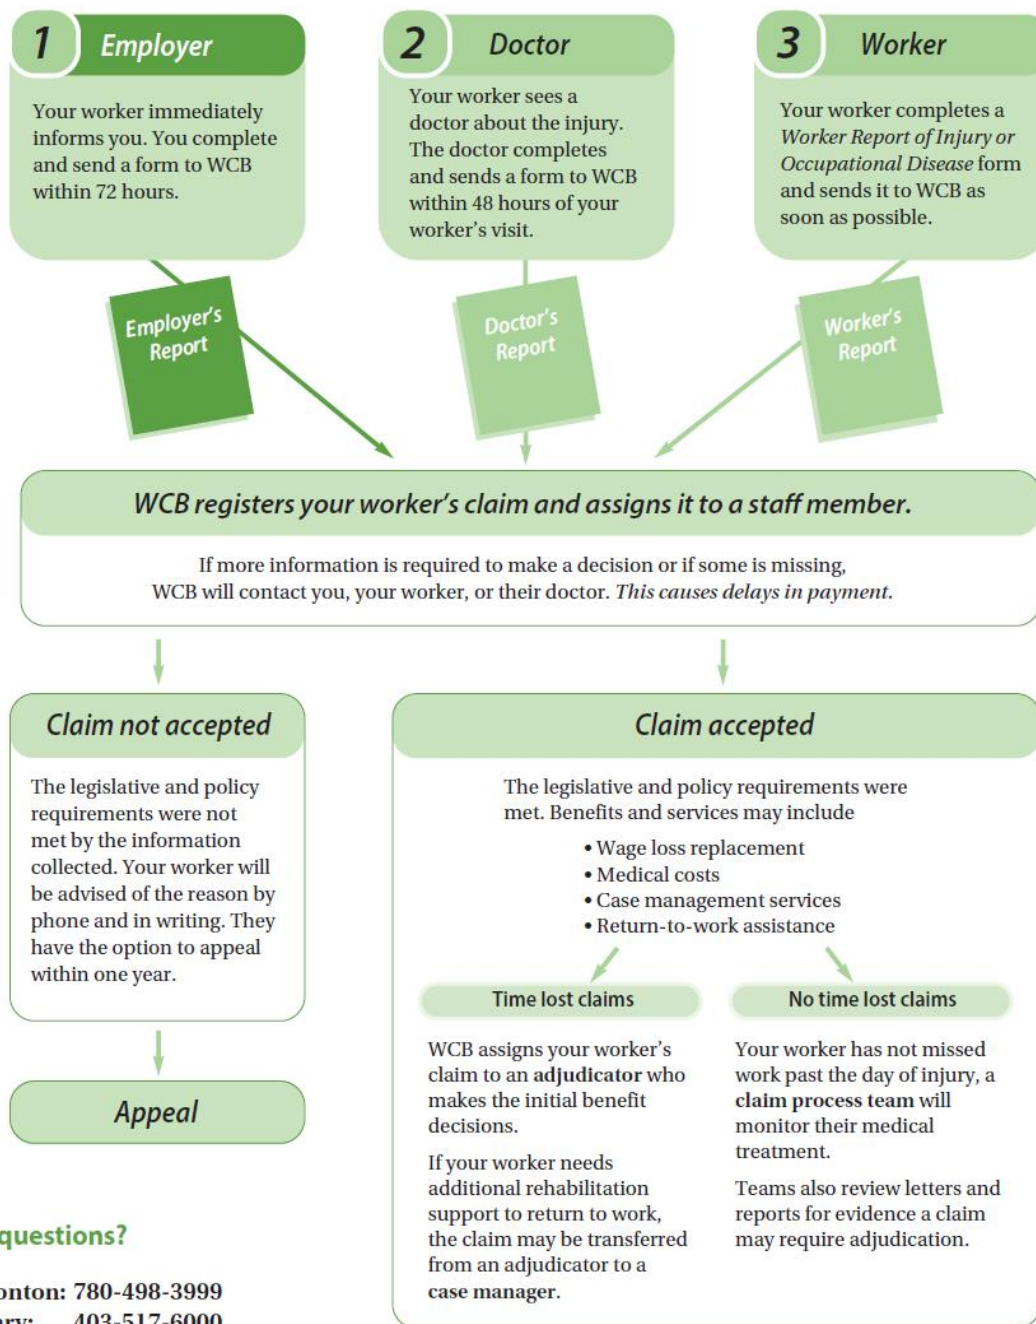 1 Employer
Your worker immediately
informs you. You complete
and send a form to WCB
within 72 hours.
2 Doctor
Your worker sees a
doctor about the injury.
The doctor completes
and sends a form to WCB
within 48 hours of your
worker's visit.
3 Worker
Your worker completes a
Worker Report of Injury or
Occupational Disease form
and sends it to WCB as
soon as possible.
Employer's
Report
Doctor's
Report
Worker's
Report
WCB registers your worker's claim and assigns it to a staff member.
If more information is required to make a decision or if some is missing,
WCB will contact you, your worker, or their doctor. This causes delays in payment.
Claim not accepted
The legislative and policy
requirements were not
met by the information
collected. Your worker will
be advised of the reason by
phone and in writing. They
have the option to appeal
within one year.
Appeal
Claim accepted
The legislative and policy requirements were
met. Benefits and services may include
• Wage loss replacement
• Medical costs
• Case management services
• Return-to-work assistance
Time lost claims
WCB assigns your worker's
claim to an adjudicator who
makes the initial benefit
decisions.
If your worker needs
additional rehabilitation
support to return to work,
the claim may be transferred
from an adjudicator to a
case manager.
No time lost claims
Your worker has not missed
work past the day of injury, a
claim process team will
monitor their medical
treatment.
Teams also review letters and
reports for evidence a claim
may require adjudication.
questions?
onton: 780-498-3999
ary: 403-517-6000